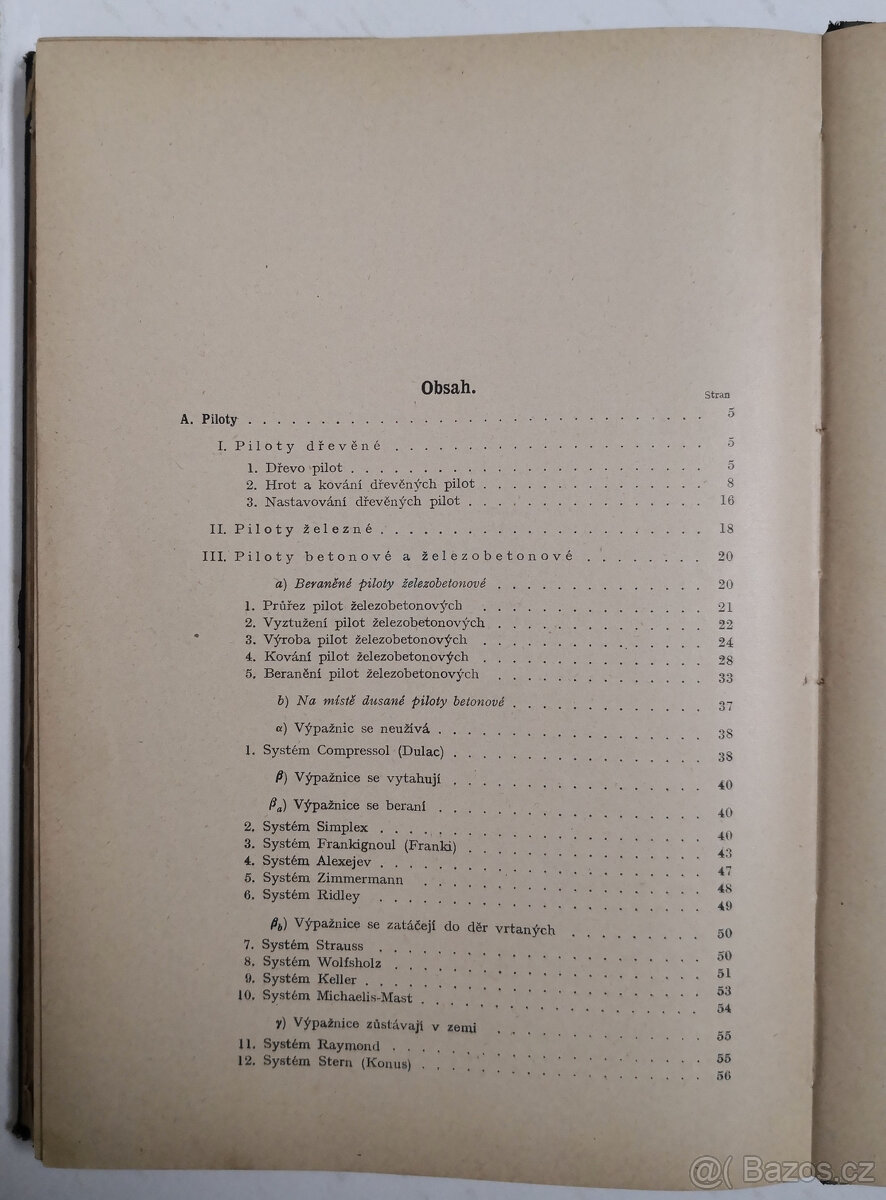 Obsah.
Stran
A. Piloty . . . . . . . . . . . . . . . . . . . . . . . . . . . . . . . 5
I. Piloty dřevěné . . . . . . . . . . . . . . . . . . . . . 5
1. Dřevo pilot . . . . . . . . . . . . . . . . . . . . . . . . 5
2. Hrot a kování dřevěných pilot . . . . . . . . . . . . . . . 8
3. Nastavování dřevěných pilot . . . . . . . . . . . . . . . . 16
II. Piloty železné . . . . . . . . . . . . . . . . . . . . . . 18
III. Piloty betonové a železobetonové . . . . . . . . 20
a) Beraněné piloty železobetonové . . . . . . . . . . . . . . 20
1. Průřez pilot železobetonových . . . . . . . . . . . . . . . 21
2. Vyztužení pilot železobetonových . . . . . . . . . . . . . . 22
3. Výroba pilot železobetonových . . . . . . . . . . . . . . . 24
4. Kování pilot železobetonových . . . . . . . . . . . . . . . 28
5. Beranění pilot železobetonových . . . . . . . . . . . . . . 33
b) Na místě dusané piloty betonové . . . . . . . . . . . . . 37
α) Výpažnic se neužívá . . . . . . . . . . . . . . . . . . 38
1. Systém Compressol (Dulac) . . . . . . . . . . . . . . . . . 38
β) Výpažnice se vytahují . . . . . . . . . . . . . . . . . 40
βa) Výpažnice se beraní . . . . . . . . . . . . . . . . . . 40
2. Systém Simplex . . . . . . . . . . . . . . . . . . . . . . 40
3. Systém Frankignoul (Franki) . . . . . . . . . . . . . . . . 43
4. Systém Alexejev . . . . . . . . . . . . . . . . . . . . . . 47
5. Systém Zimmermann . . . . . . . . . . . . . . . . . . . 48
6. Systém Ridley . . . . . . . . . . . . . . . . . . . . . . 49
βb) Výpažnice se zatáčejí do děr vrtaných . . . . . . . . . 50
7. Systém Strauss . . . . . . . . . . . . . . . . . . . . . . 50
8. Systém Wolfsholz . . . . . . . . . . . . . . . . . . . . . 51
9. Systém Keller . . . . . . . . . . . . . . . . . . . . . . . 53
10. Systém Michaelis-Mast . . . . . . . . . . . . . . . . . . . 54
γ) Výpažnice zůstávají v zemi . . . . . . . . . . . . . . 55
11. Systém Raymond . . . . . . . . . . . . . . . . . . . . . 55
12. Systém Stern (Konus) . . . . . . . . . . . . . . . . . . . 56
@( Bazos.cz